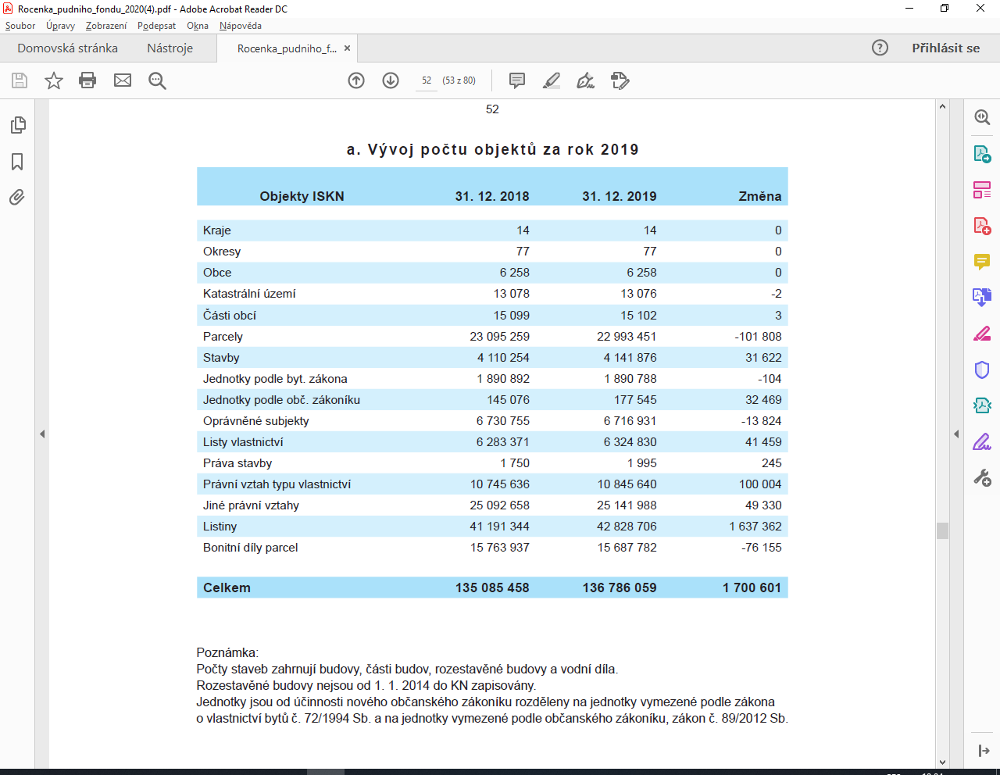 Rocenka_pudniho_fondu_2020(4).pdf - Adobe Acrobat Reader DC
Soubor Úpravy Zobrazení Podepsat Okna Nápověda
Domovská stránka Nástroje Rocenka_pudniho_f... × ? Přihlásit se
52 (53 z 80)
52
a. Vývoj počtu objektů za rok 2019
Objekty ISKN 31. 12. 2018 31. 12. 2019 Změna
Kraje 14 14 0
Okresy 77 77 0
Obce 6 258 6 258 0
Katastrální území 13 078 13 076 -2
Části obcí 15 099 15 102 3
Parcely 23 095 259 22 993 451 -101 808
Stavby 4 110 254 4 141 876 31 622
Jednotky podle byt. zákona 1 890 892 1 890 788 -104
Jednotky podle obč. zákoníku 145 076 177 545 32 469
Oprávněné subjekty 6 730 755 6 716 931 -13 824
Listy vlastnictví 6 283 371 6 324 830 41 459
Práva stavby 1 750 1 995 245
Právní vztah typu vlastnictví 10 745 636 10 845 640 100 004
Jiné právní vztahy 25 092 658 25 141 988 49 330
Listiny 41 191 344 42 828 706 1 637 362
Bonitní díly parcel 15 763 937 15 687 782 -76 155
Celkem 135 085 458 136 786 059 1 700 601
Poznámka:
Počty staveb zahrnují budovy, části budov, rozestavěné budovy a vodní díla.
Rozestavěné budovy nejsou od 1. 1. 2014 do KN zapisovány.
Jednotky jsou od účinnosti nového občanského zákoníku rozděleny na jednotky vymezené podle zákona
o vlastnictví bytů č. 72/1994 Sb. a na jednotky vymezené podle občanského zákoníku, zákon č. 89/2012 Sb.